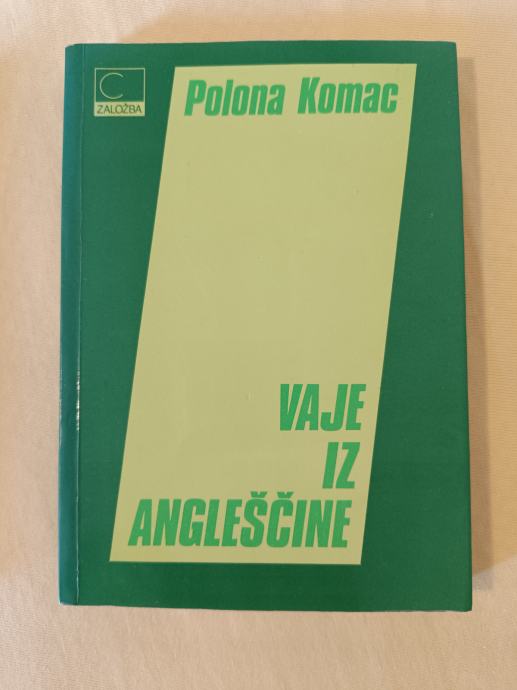 C
ZALOŽBA
Polona Komac
VAJE
IZ
ANGLEŠČINE